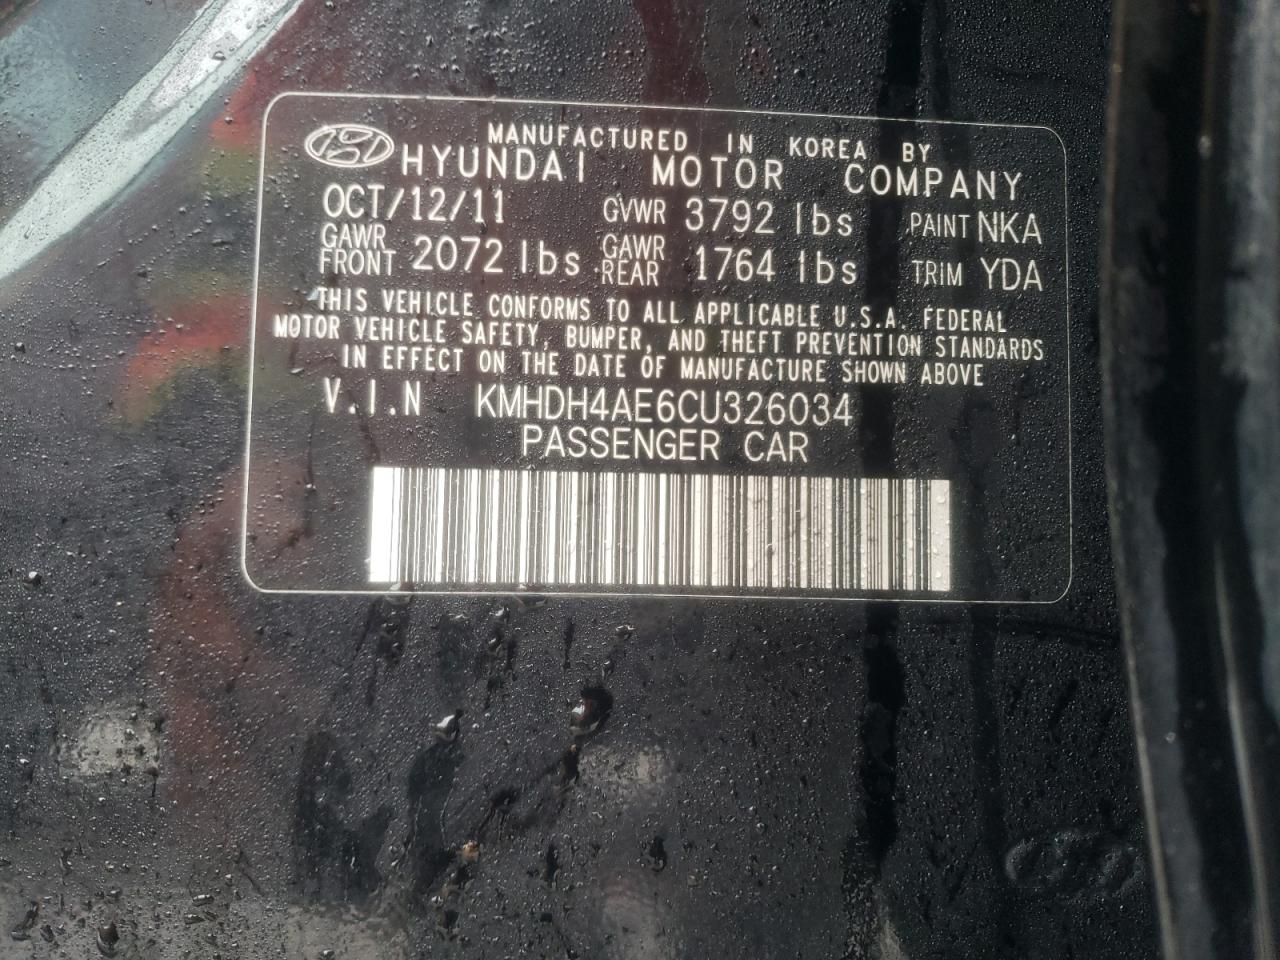 MANUFACTURED IN KOREA BY
HYUNDAI MOTOR COMPANY
OCT/12/11 GVWR 3792 lbs PAINT NKA
GAWR FRONT 2072 lbs GAWR REAR 1764 lbs TRIM YDA
THIS VEHICLE CONFORMS TO ALL APPLICABLE U.S.A. FEDERAL
MOTOR VEHICLE SAFETY, BUMPER, AND THEFT PREVENTION STANDARDS
IN EFFECT ON THE DATE OF MANUFACTURE SHOWN ABOVE
V.I.N KMHDH4AE6CU326034
PASSENGER CAR